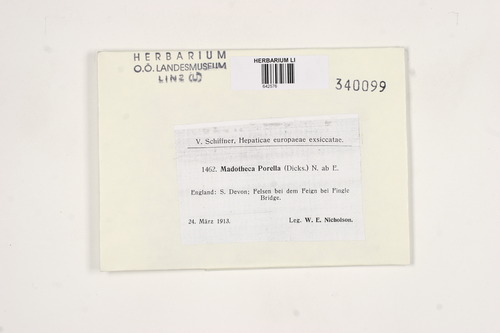 HERBARIUM
O.Ö. LANDESMUSEUM
LINZ (LI)
HERBARIUM LI
642576
340099
V. Schiffner, Hepaticae europaeae exsiccatae.
1462. Madotheca Porella (Dicks.) N. ab E.
England: S. Devon; Felsen bei dem Feign bei Fingle
Bridge.
24. März 1913.
Leg. W. E. Nicholson.